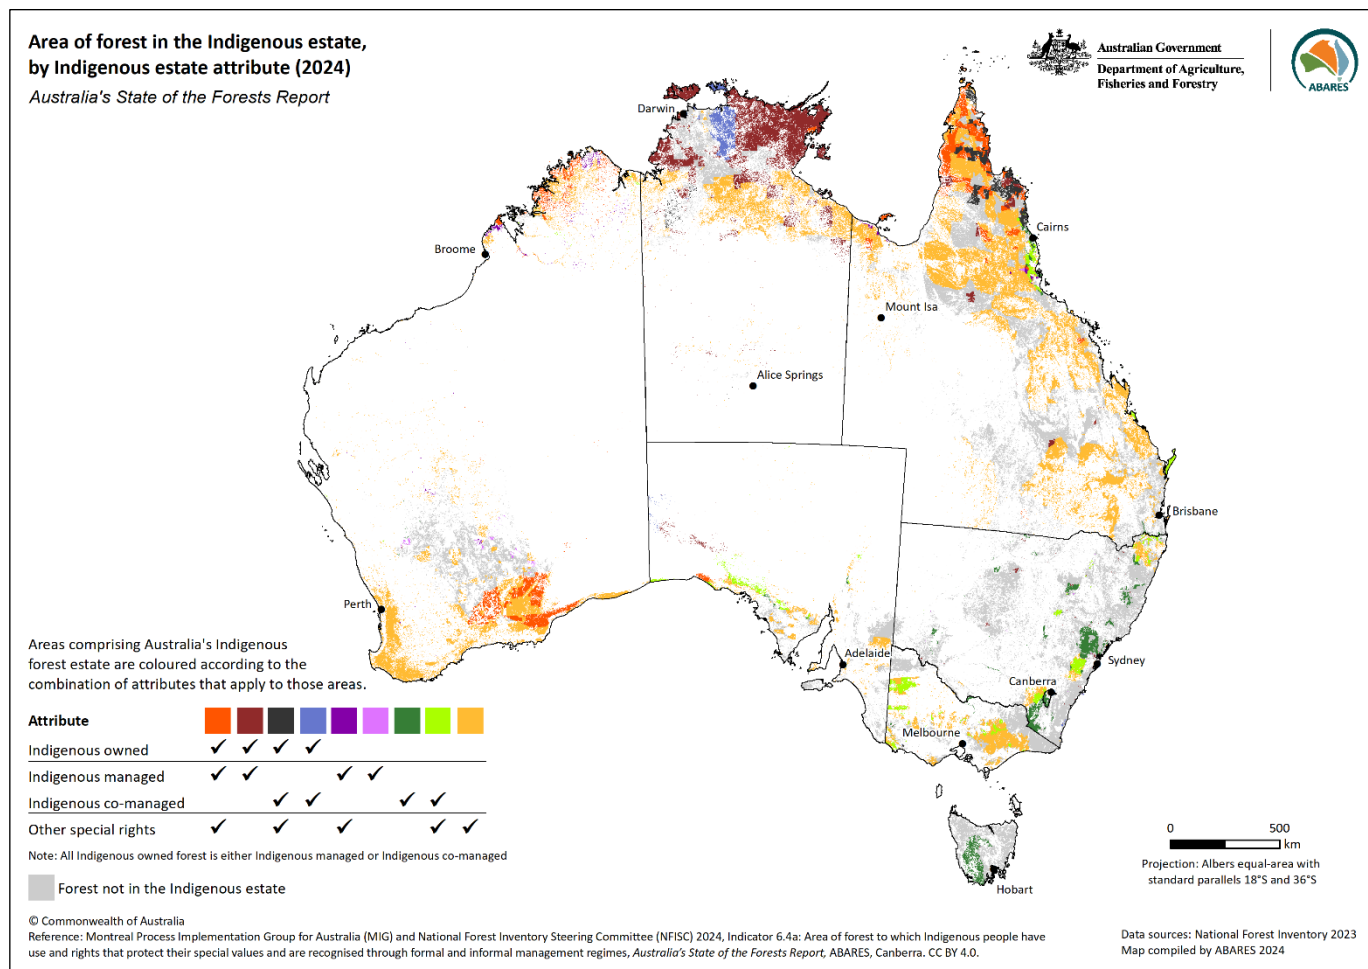 Area of forest in the Indigenous estate,
by Indigenous estate attribute (2024)
Australia's State of the Forests Report
Australian Government
Department of Agriculture,
Fisheries and Forestry
ABARES
Darwin
Cairns
Broome
Mount Isa
Alice Springs
Brisbane
Perth
Adelaide
Sydney
Canberra
Melbourne
Hobart
Areas comprising Australia's Indigenous
forest estate are coloured according to the
combination of attributes that apply to those areas.
Attribute
Indigenous owned ✓ ✓ ✓ ✓
Indigenous managed ✓ ✓ ✓ ✓
Indigenous co-managed ✓ ✓ ✓ ✓
Other special rights ✓ ✓ ✓ ✓ ✓
Note: All Indigenous owned forest is either Indigenous managed or Indigenous co-managed
Forest not in the Indigenous estate
0 500
km
Projection: Albers equal-area with
standard parallels 18°S and 36°S
© Commonwealth of Australia
Reference: Montreal Process Implementation Group for Australia (MIG) and National Forest Inventory Steering Committee (NFISC) 2024, Indicator 6.4a: Area of forest to which Indigenous people have
use and rights that protect their special values and are recognised through formal and informal management regimes, Australia's State of the Forests Report, ABARES, Canberra. CC BY 4.0.
Data sources: National Forest Inventory 2023
Map compiled by ABARES 2024